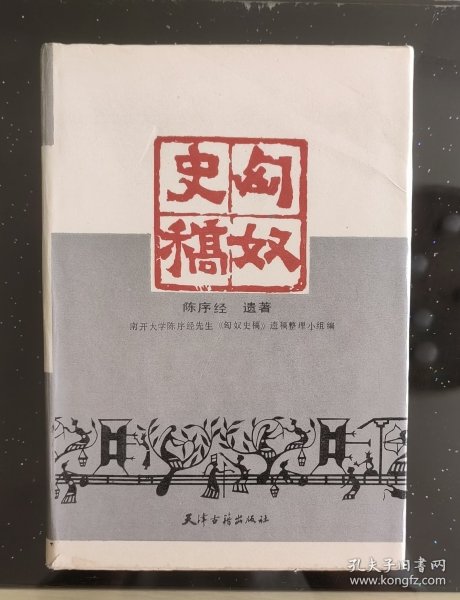 匈奴
史稿
陈序经 遗著
南开大学陈序经先生《匈奴史稿》遗稿整理小组编
天津古籍出版社
孔夫子旧书网
www.kongfz.com